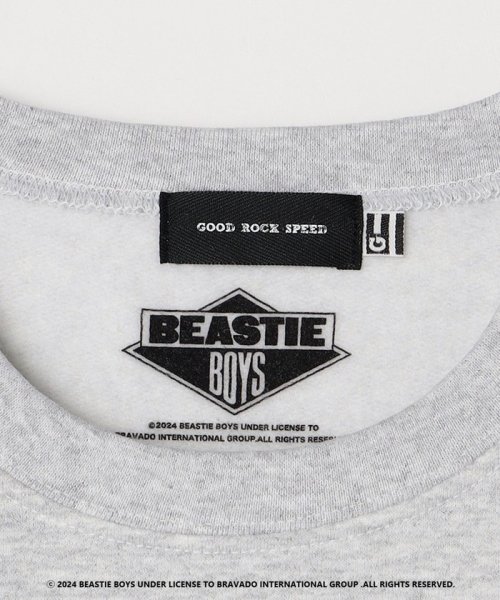 GOOD ROCK SPEED
G
BEASTIE
BOYS
©2024 BEASTIE BOYS UNDER LICENSE TO
BRAVADO INTERNATIONAL GROUP.ALL RIGHTS
© 2024 BEASTIE BOYS UNDER LICENSE TO BRAVADO INTERNATIONAL GROUP .ALL RIGHTS RESERVED.